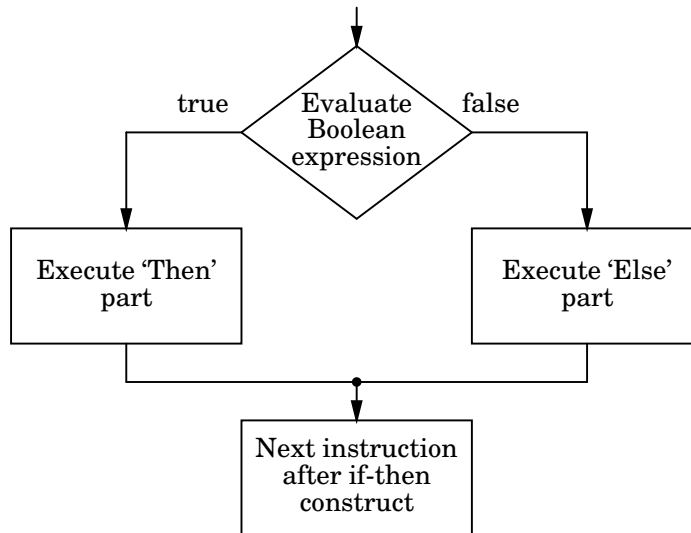 Evaluate
true
false
Boolean
expression
Execute ‘Then’
part
Execute ‘Else’
part
Next instruction
after if-then
construct